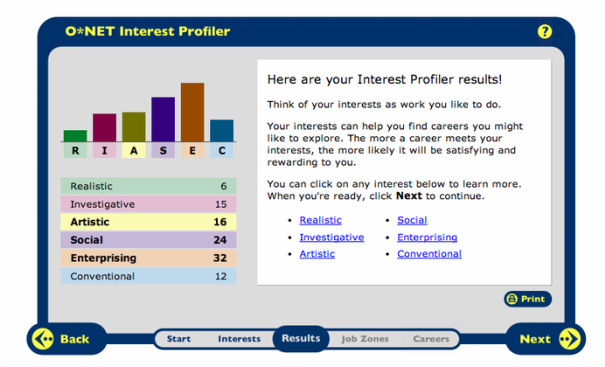 O*NET Interest Profiler
?
R I A S E C
Realistic 6
Investigative 15
Artistic 16
Social 24
Enterprising 32
Conventional 12
Here are your Interest Profiler results!
Think of your interests as work you like to do.
Your interests can help you find careers you might
like to explore. The more a career meets your
interests, the more likely it will be satisfying and
rewarding to you.
You can click on any interest below to learn more.
When you're ready, click Next to continue.
• Realistic • Social
• Investigative • Enterprising
• Artistic • Conventional
Print
Back Start Interests Results Job Zones Careers Next